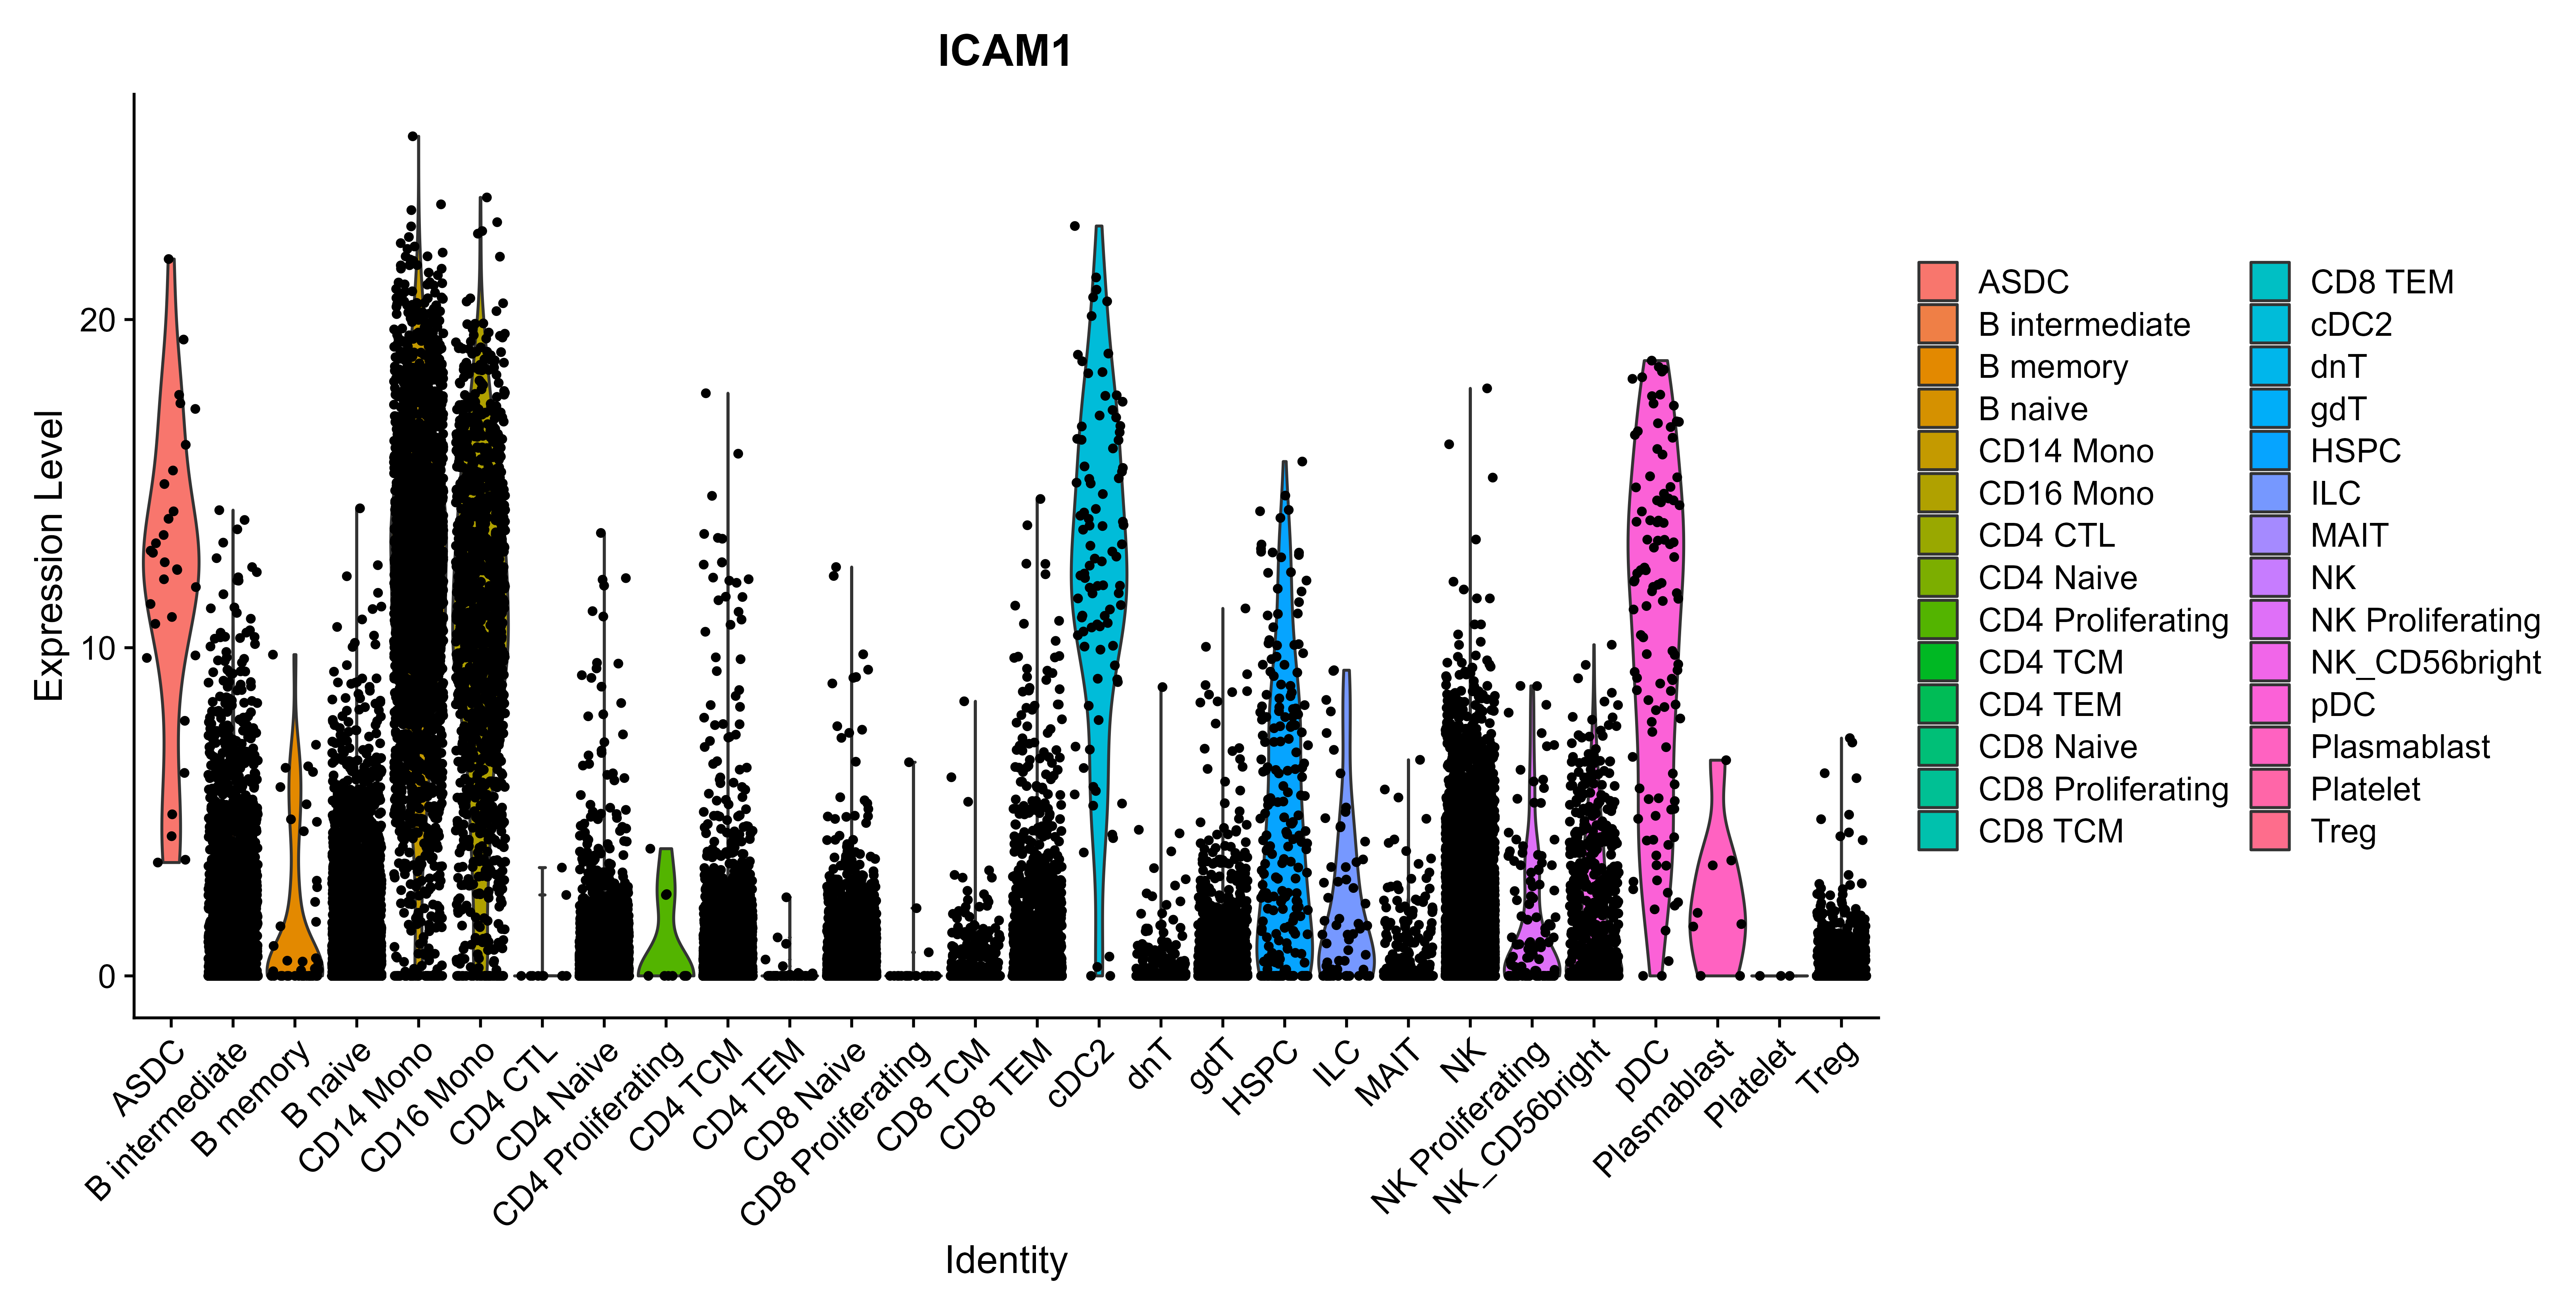 ICAM1
Expression Level
20
10
0
ASDC
B intermediate
B memory
B naive
CD14 Mono
CD16 Mono
CD4 CTL
CD4 Naive
CD4 Proliferating
CD4 TCM
CD4 TEM
CD8 Naive
CD8 Proliferating
CD8 TCM
CD8 TEM
cDC2
dnT
gdT
HSPC
ILC
MAIT
NK
NK Proliferating
NK_CD56bright
pDC
Plasmablast
Platelet
Treg
Identity
ASDC
B intermediate
B memory
B naive
CD14 Mono
CD16 Mono
CD4 CTL
CD4 Naive
CD4 Proliferating
CD4 TCM
CD4 TEM
CD8 Naive
CD8 Proliferating
CD8 TCM
CD8 TEM
cDC2
dnT
gdT
HSPC
ILC
MAIT
NK
NK Proliferating
NK_CD56bright
pDC
Plasmablast
Platelet
Treg